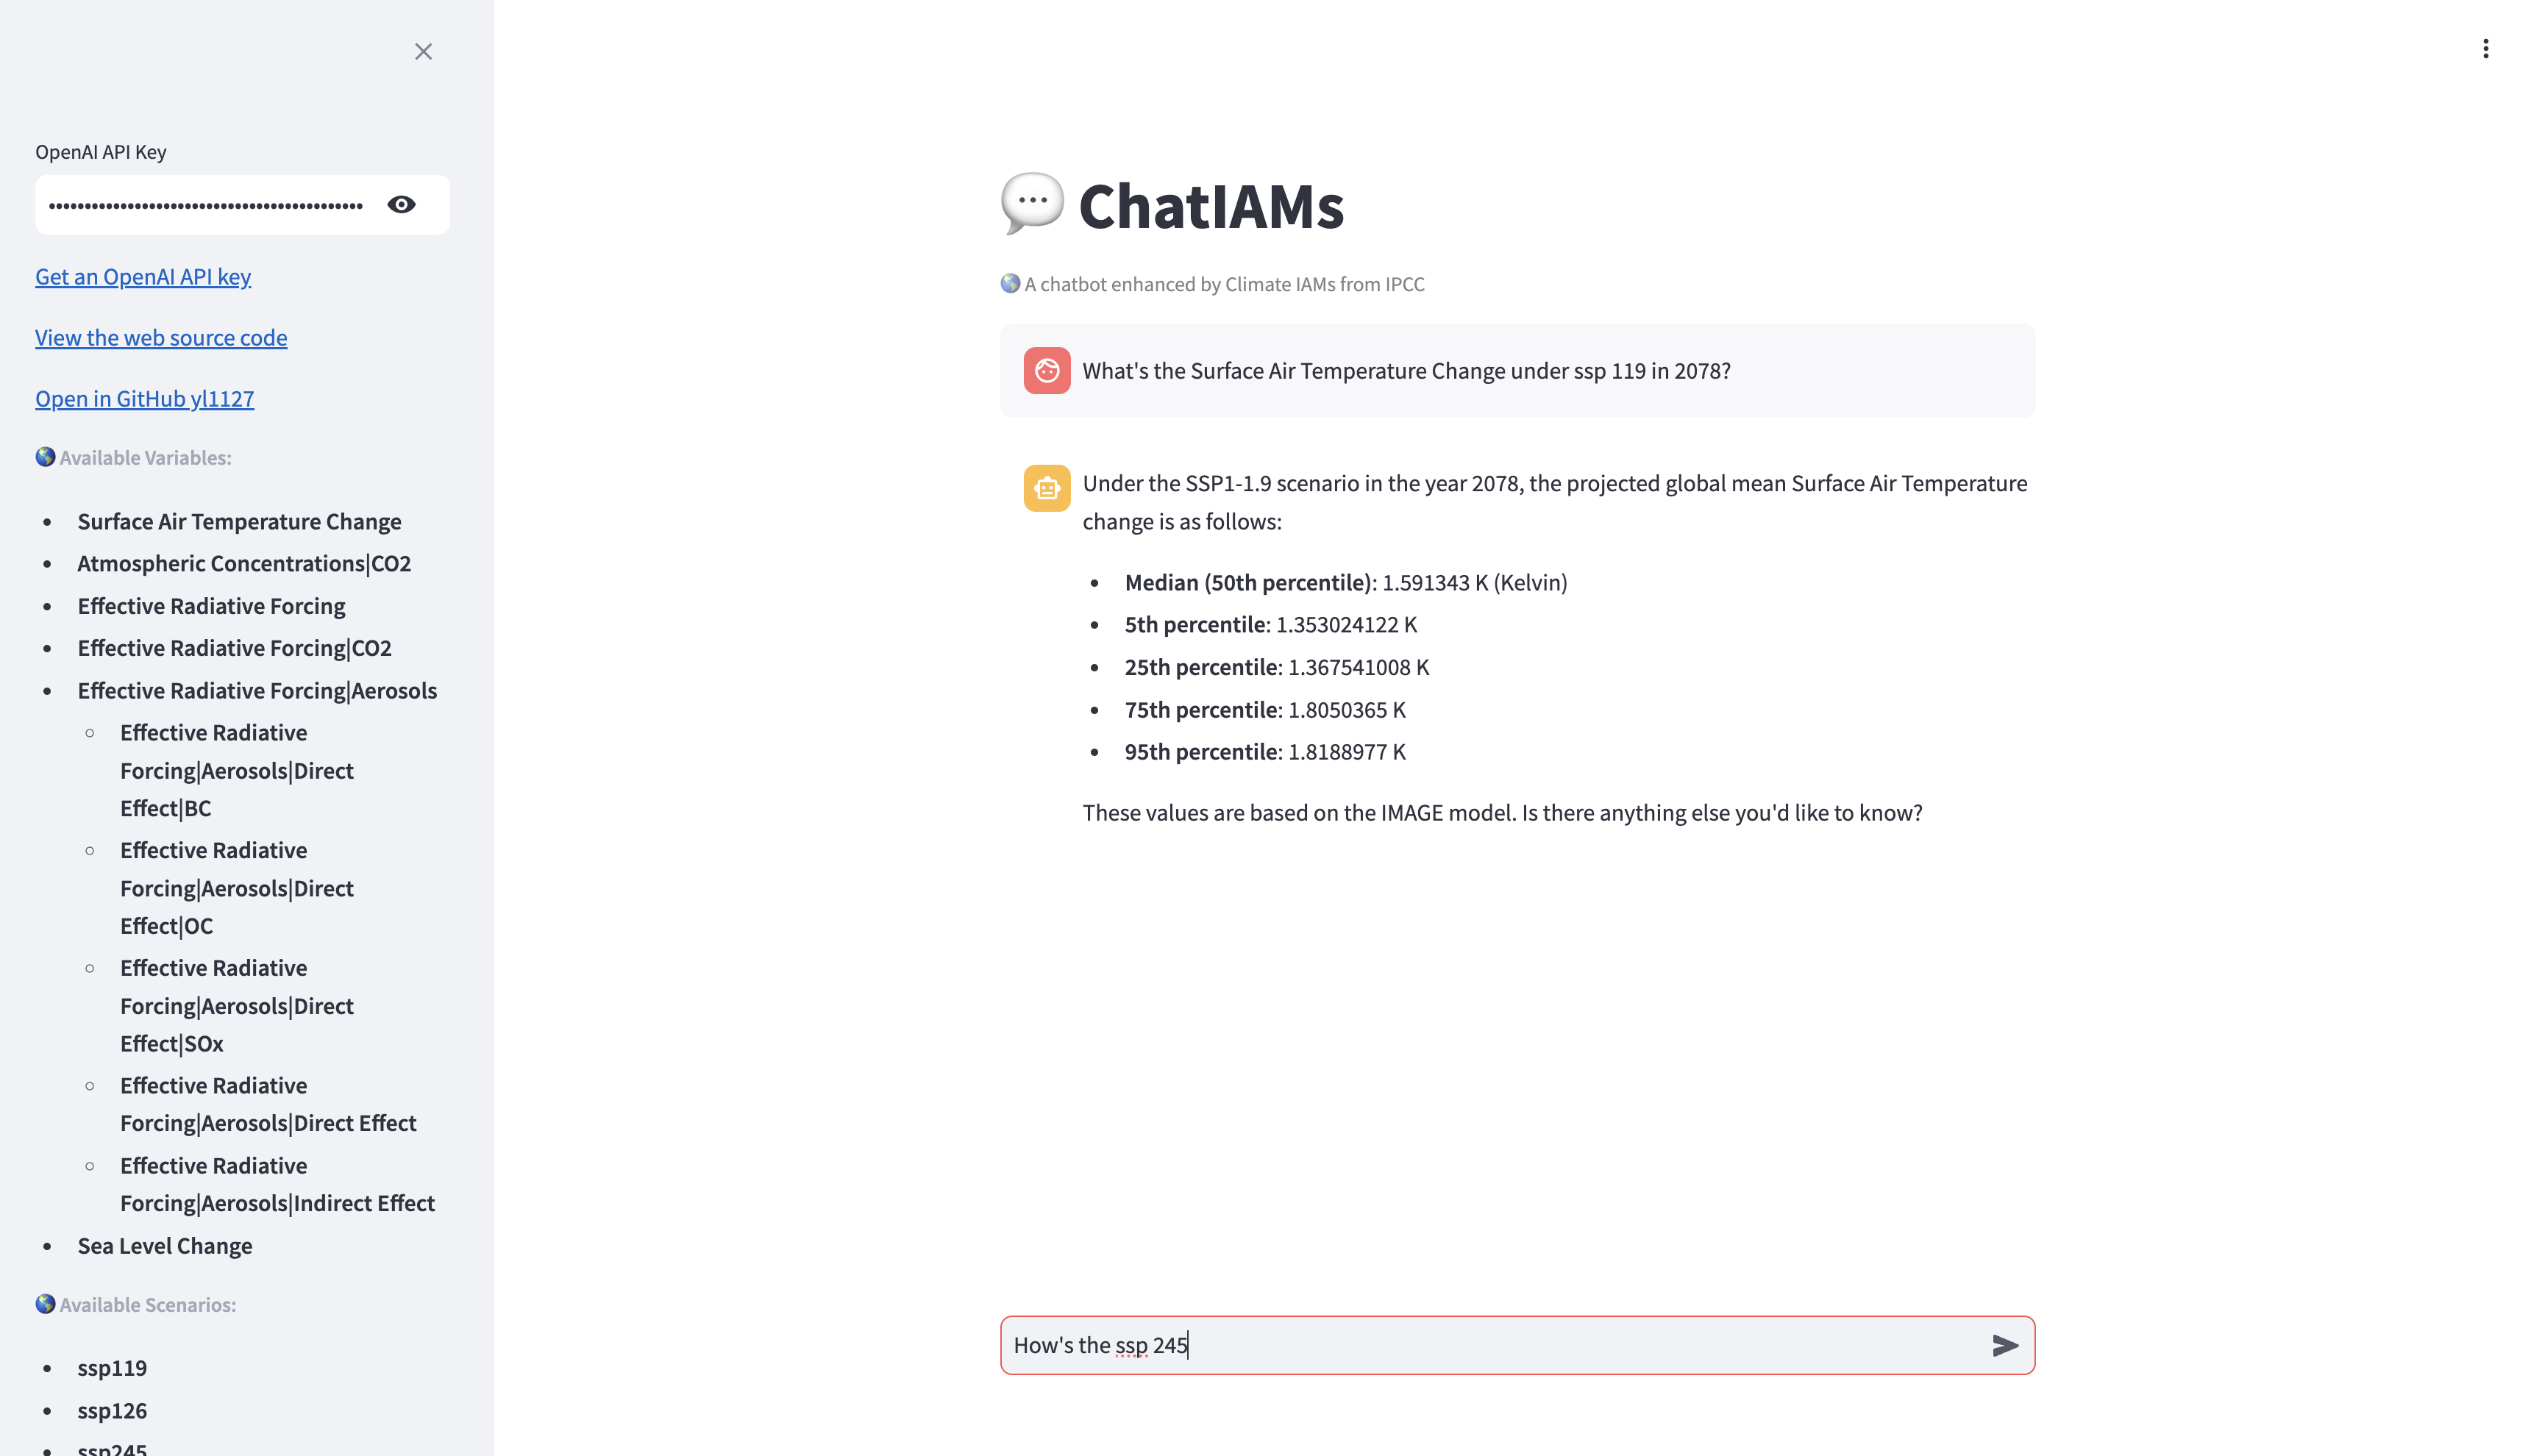 OpenAI API Key
Get an OpenAI API key
View the web source code
Open in GitHub yl1127
Available Variables:
Surface Air Temperature Change
Atmospheric Concentrations|CO2
Effective Radiative Forcing
Effective Radiative Forcing|CO2
Effective Radiative Forcing|Aerosols
Effective Radiative
Forcing|Aerosols|Direct
Effect|BC
Effective Radiative
Forcing|Aerosols|Direct
Effect|OC
Effective Radiative
Forcing|Aerosols|Direct
Effect|SOx
Effective Radiative
Forcing|Aerosols|Direct Effect
Effective Radiative
Forcing|Aerosols|Indirect Effect
Sea Level Change
Available Scenarios:
ssp119
ssp126
ssp245
ChatIAMs
A chatbot enhanced by Climate IAMs from IPCC
What's the Surface Air Temperature Change under ssp 119 in 2078?
Under the SSP1-1.9 scenario in the year 2078, the projected global mean Surface Air Temperature
change is as follows:
Median (50th percentile): 1.591343 K (Kelvin)
5th percentile: 1.353024122 K
25th percentile: 1.367541008 K
75th percentile: 1.8050365 K
95th percentile: 1.8188977 K
These values are based on the IMAGE model. Is there anything else you'd like to know?
How's the ssp 245